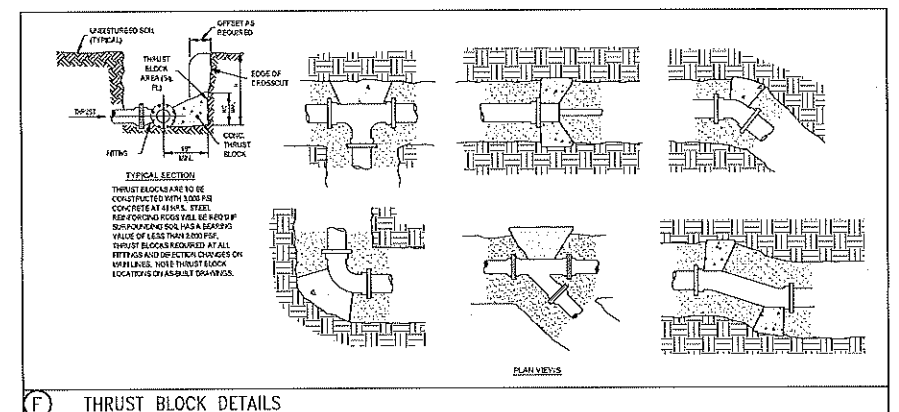 UNDISTURBED SOIL
(TYPICAL)
OFFSET AS
REQUIRED
THRUST
BLOCK
AREA (SQ.
FT.)
EDGE OF
CROSSCUT
THRUST
FITTING
MIN.
CONC.
THRUST
BLOCK
TYPICAL SECTION
THRUST BLOCKS ARE TO BE
CONSTRUCTED WITH 3,000 PSI
CONCRETE AT 48 HRS. STEEL
REINFORCING RODS WILL BE REQ'D IF
SURROUNDING SOIL HAS A BEARING
VALUE OF LESS THAN 2,000 PSF.
THRUST BLOCKS REQUIRED AT ALL
FITTINGS AND DIRECTION CHANGES ON
MAIN LINES. NOTE THRUST BLOCK
LOCATIONS ON AS-BUILT DRAWINGS.
PLAN VIEWS
F THRUST BLOCK DETAILS